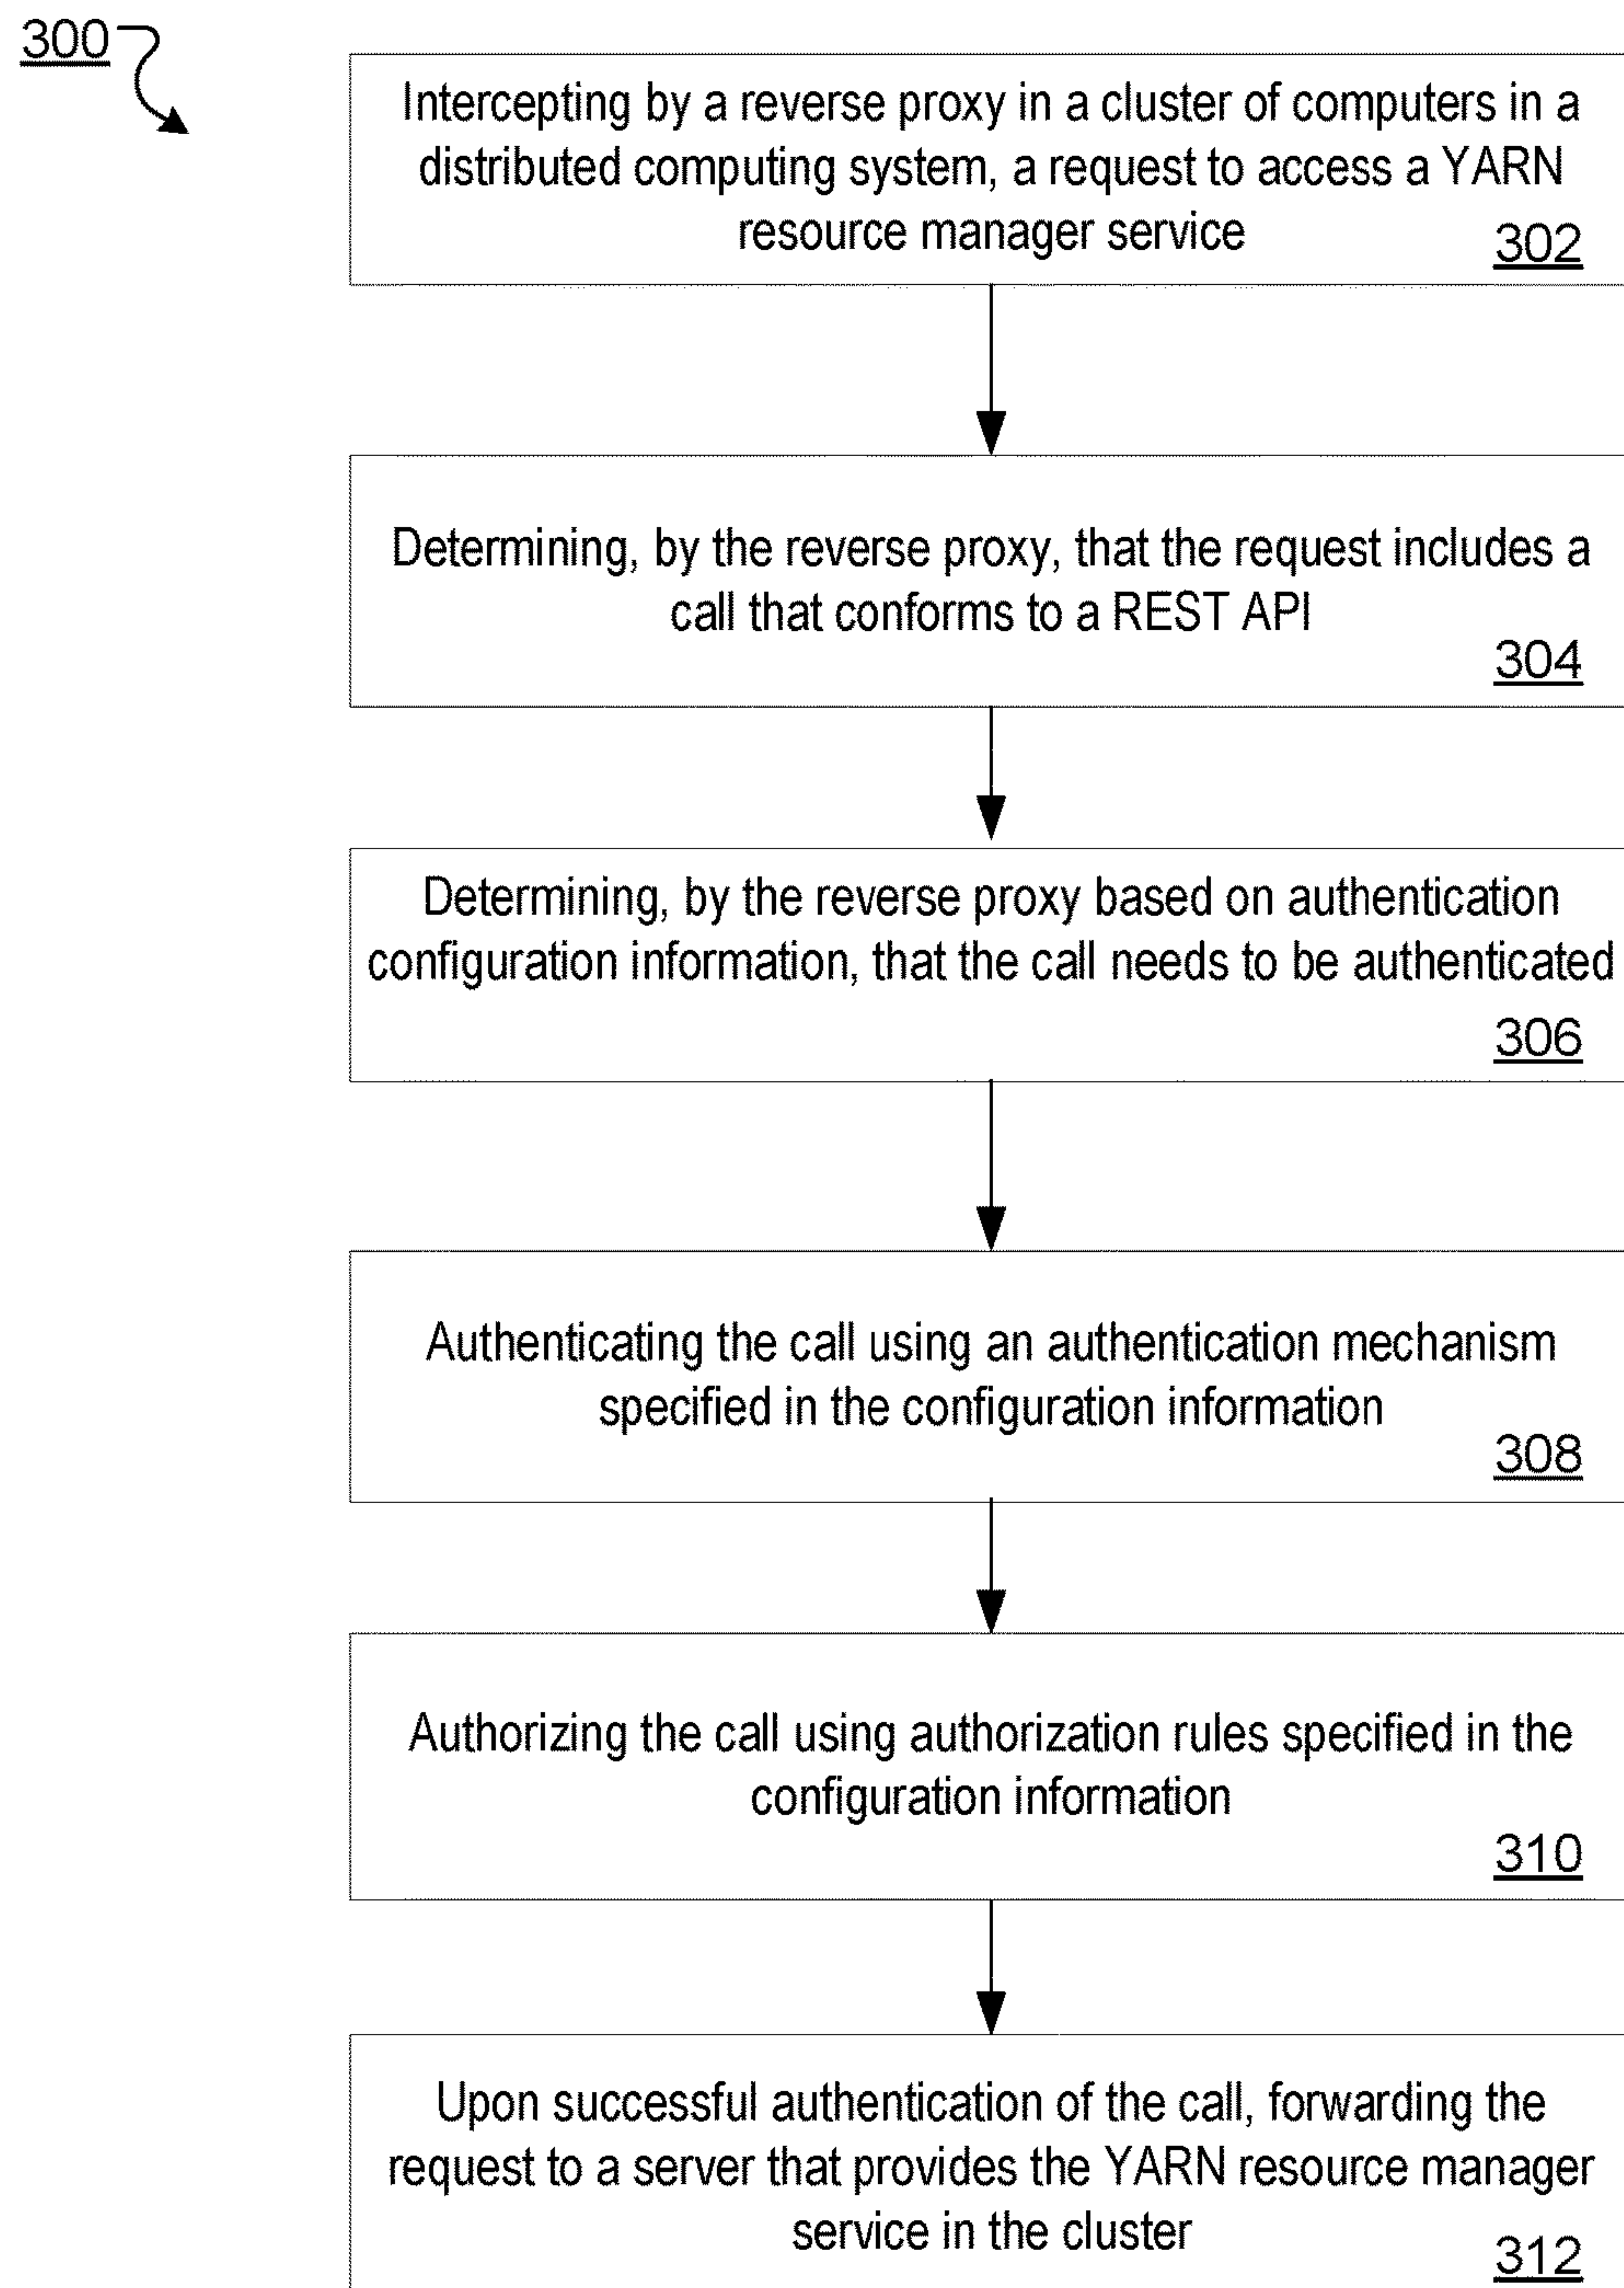 300
Intercepting by a reverse proxy in a cluster of computers in a
distributed computing system, a request to access a YARN
resource manager service
302
Determining, by the reverse proxy, that the request includes a
call that conforms to a REST API
304
Determining, by the reverse proxy based on authentication
configuration information, that the call needs to be authenticated
306
Authenticating the call using an authentication mechanism
specified in the configuration information
308
Authorizing the call using authorization rules specified in the
configuration information
310
Upon successful authentication of the call, forwarding the
request to a server that provides the YARN resource manager
service in the cluster
312